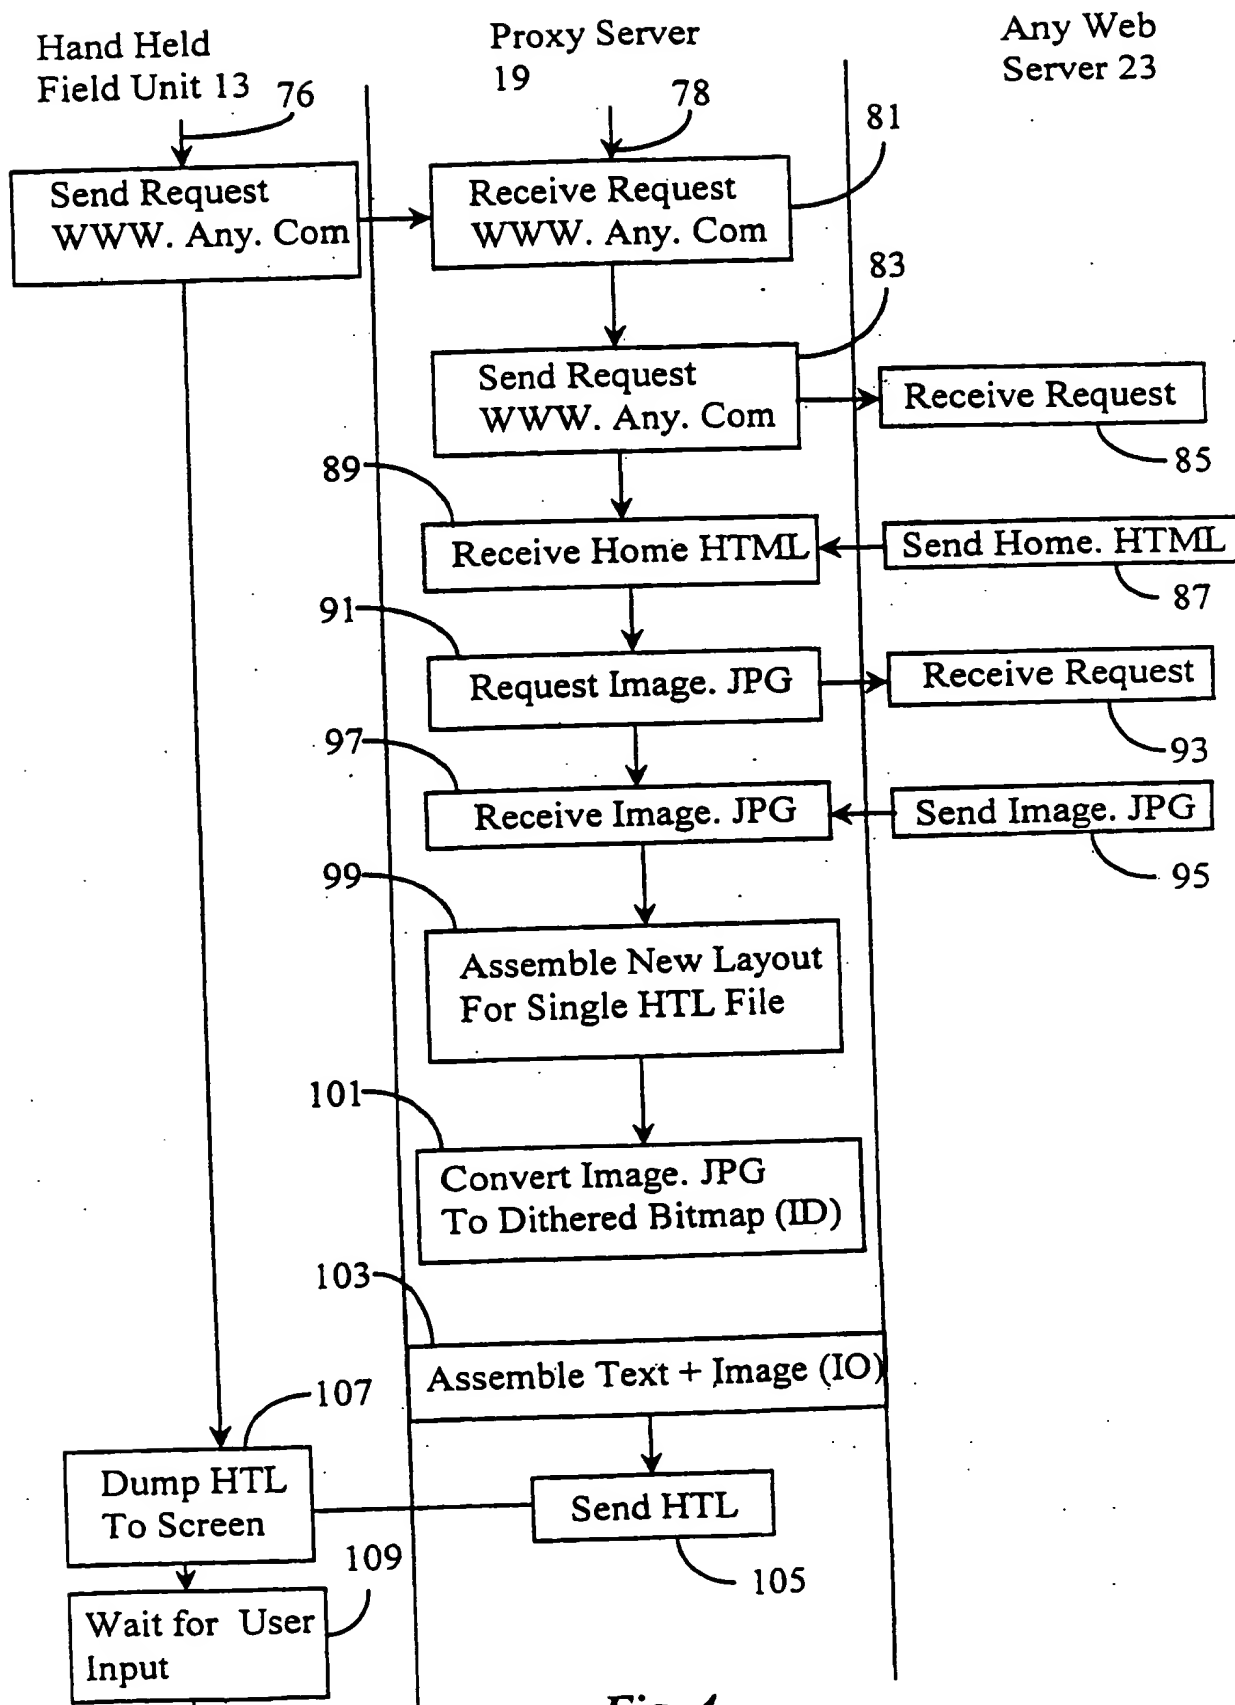 Hand Held
Field Unit 13
76
Proxy Server
19
78
Any Web
Server 23
81
Send Request
WWW. Any. Com
Receive Request
WWW. Any. Com
83
Send Request
WWW. Any. Com
Receive Request
85
89
Receive Home HTML
Send Home. HTML
87
91
Request Image. JPG
Receive Request
93
97
Receive Image. JPG
Send Image. JPG
95
99
Assemble New Layout
For Single HTL File
101
Convert Image. JPG
To Dithered Bitmap (ID)
103
Assemble Text + Image (IO)
107
Dump HTL
To Screen
Send HTL
105
109
Wait for User
Input